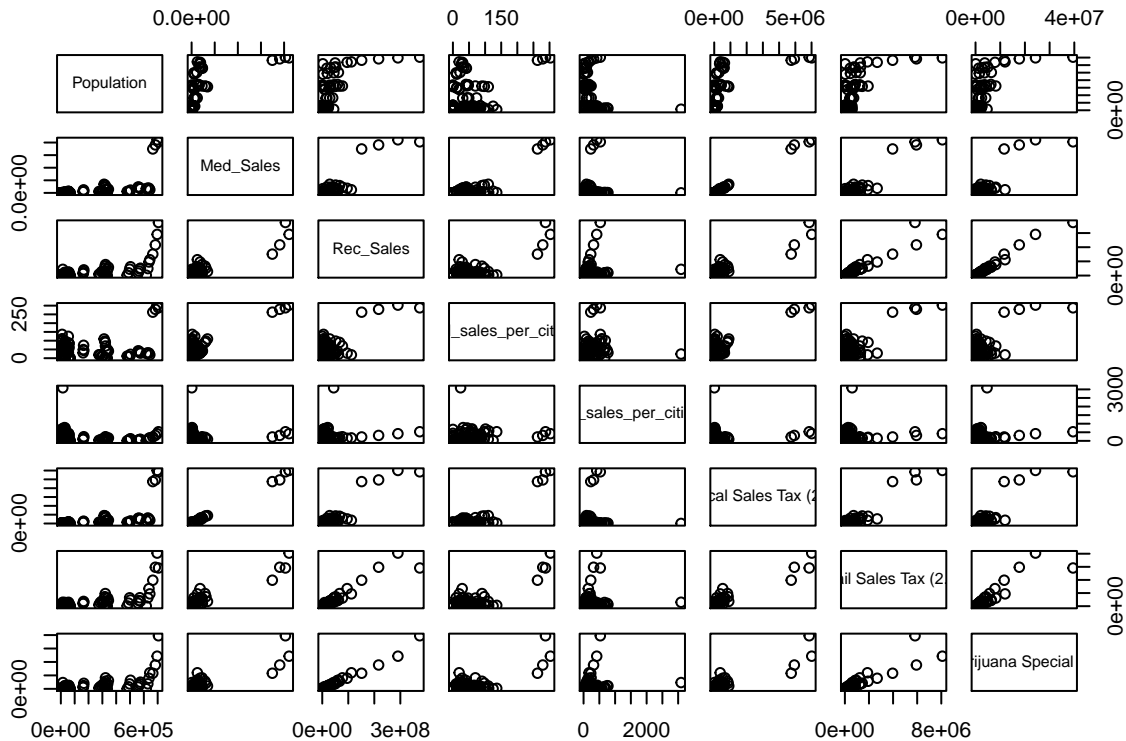 0.0e+00 0 150 0e+00 5e+06 0e+00 4e+07
Population
0e+00
Med_Sales
0.0e+00
Rec_Sales
0e+00
_sales_per_cit
0 250
_sales_per_citi
0 3000
cal Sales Tax (2
0e+00
ail Sales Tax (2.
0e+00
rijuana Special
0e+00
0e+00 6e+05 0e+00 3e+08 0 2000 0e+00 8e+06